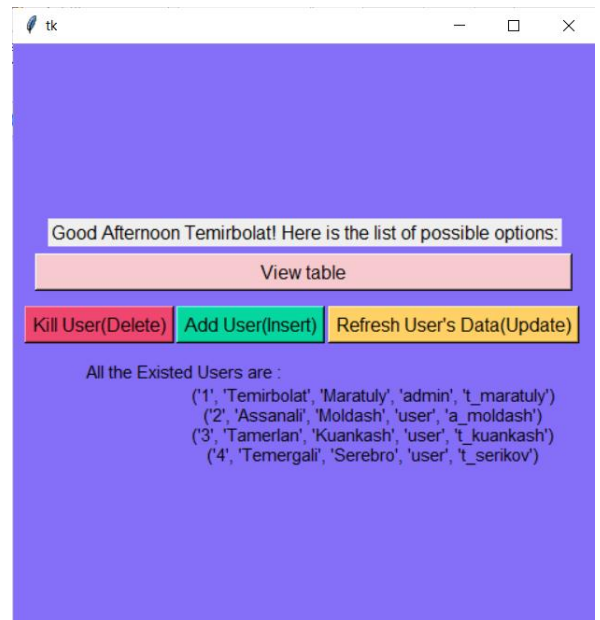 tk
Good Afternoon Temirbolat! Here is the list of possible options:
View table
Kill User(Delete) Add User(Insert) Refresh User's Data(Update)
All the Existed Users are :
('1', 'Temirbolat', 'Maratuly', 'admin', 't_maratuly')
('2', 'Assanali', 'Moldash', 'user', 'a_moldash')
('3', 'Tamerlan', 'Kuankash', 'user', 't_kuankash')
('4', 'Temergali', 'Serebro', 'user', 't_serikov')